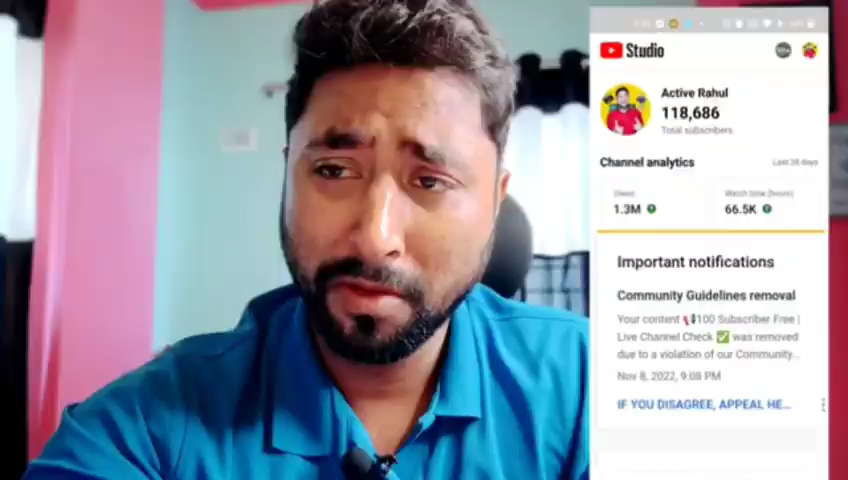 Studio
Active Rahul
118,686
Total subscribers
Channel analytics
Last 28 days
Views
1.3M
Watch time (hours)
66.5K
Important notifications
Community Guidelines removal
Your content 📢100 Subscriber Free |
Live Channel Check ✅ was removed
due to a violation of our Community...
Nov 8, 2022, 9:08 PM
IF YOU DISAGREE, APPEAL HE...